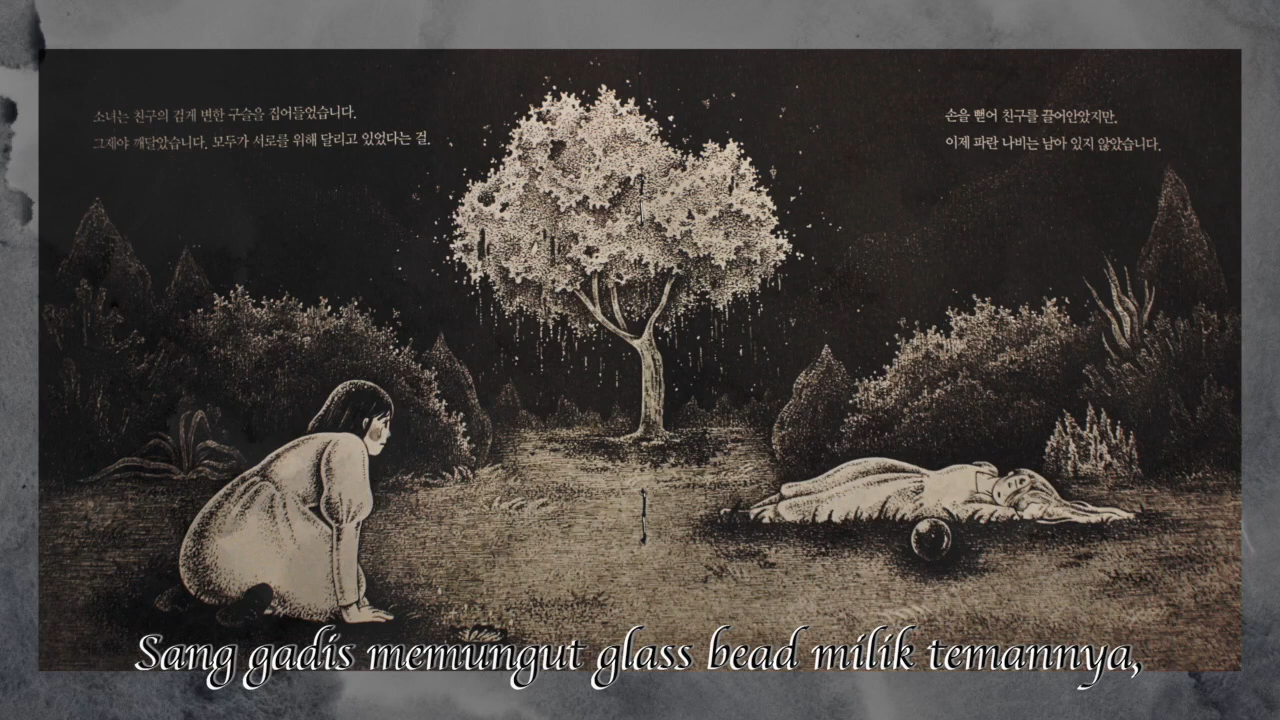 소녀는 친구의 검게 변한 구슬을 집어들었습니다.
그제야 깨달았습니다. 모두가 서로를 위해 달리고 있었다는 걸.
손을 뻗어 친구를 끌어안았지만,
이제 파란 나비는 남아 있지 않았습니다.
Sang gadis memungut glass bead milik temannya,